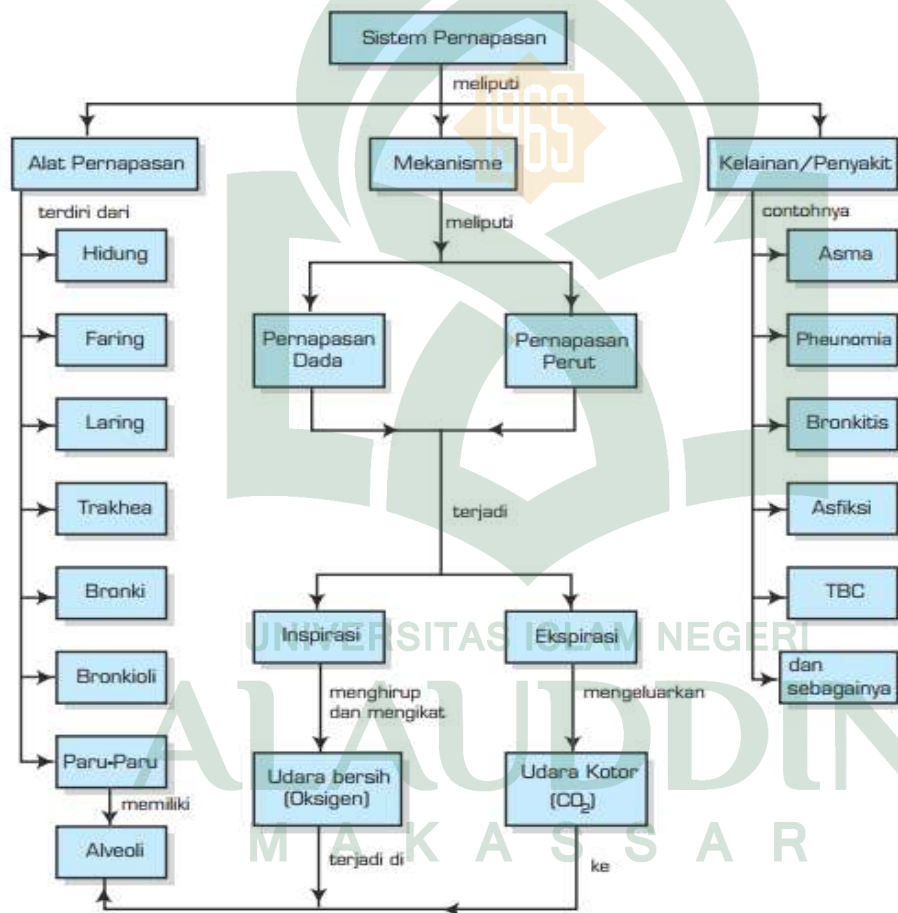 Sistem Pernapasan
meliputi
1965
Alat Pernapasan
Mekanisme
Kelainan/Penyakit
terdiri dari
meliputi
contohnya
Hidung
Faring
Laring
Trakhea
Bronki
Bronkioli
Paru-Paru
memiliki
Alveoli
Pernapasan
Dada
Pernapasan
Perut
terjadi
Inspirasi
Ekspirasi
menghirup
dan mengikat
mengeluarkan
Udara bersih
(Oksigen)
Udara Kotor
(CO₂)
terjadi di
ke
Asma
Pheunomia
Bronkitis
Asfiksi
TBC
dan
sebagainya
UNIVERSITAS ISLAM NEGERI
ALAUDDIN
MAKASSAR